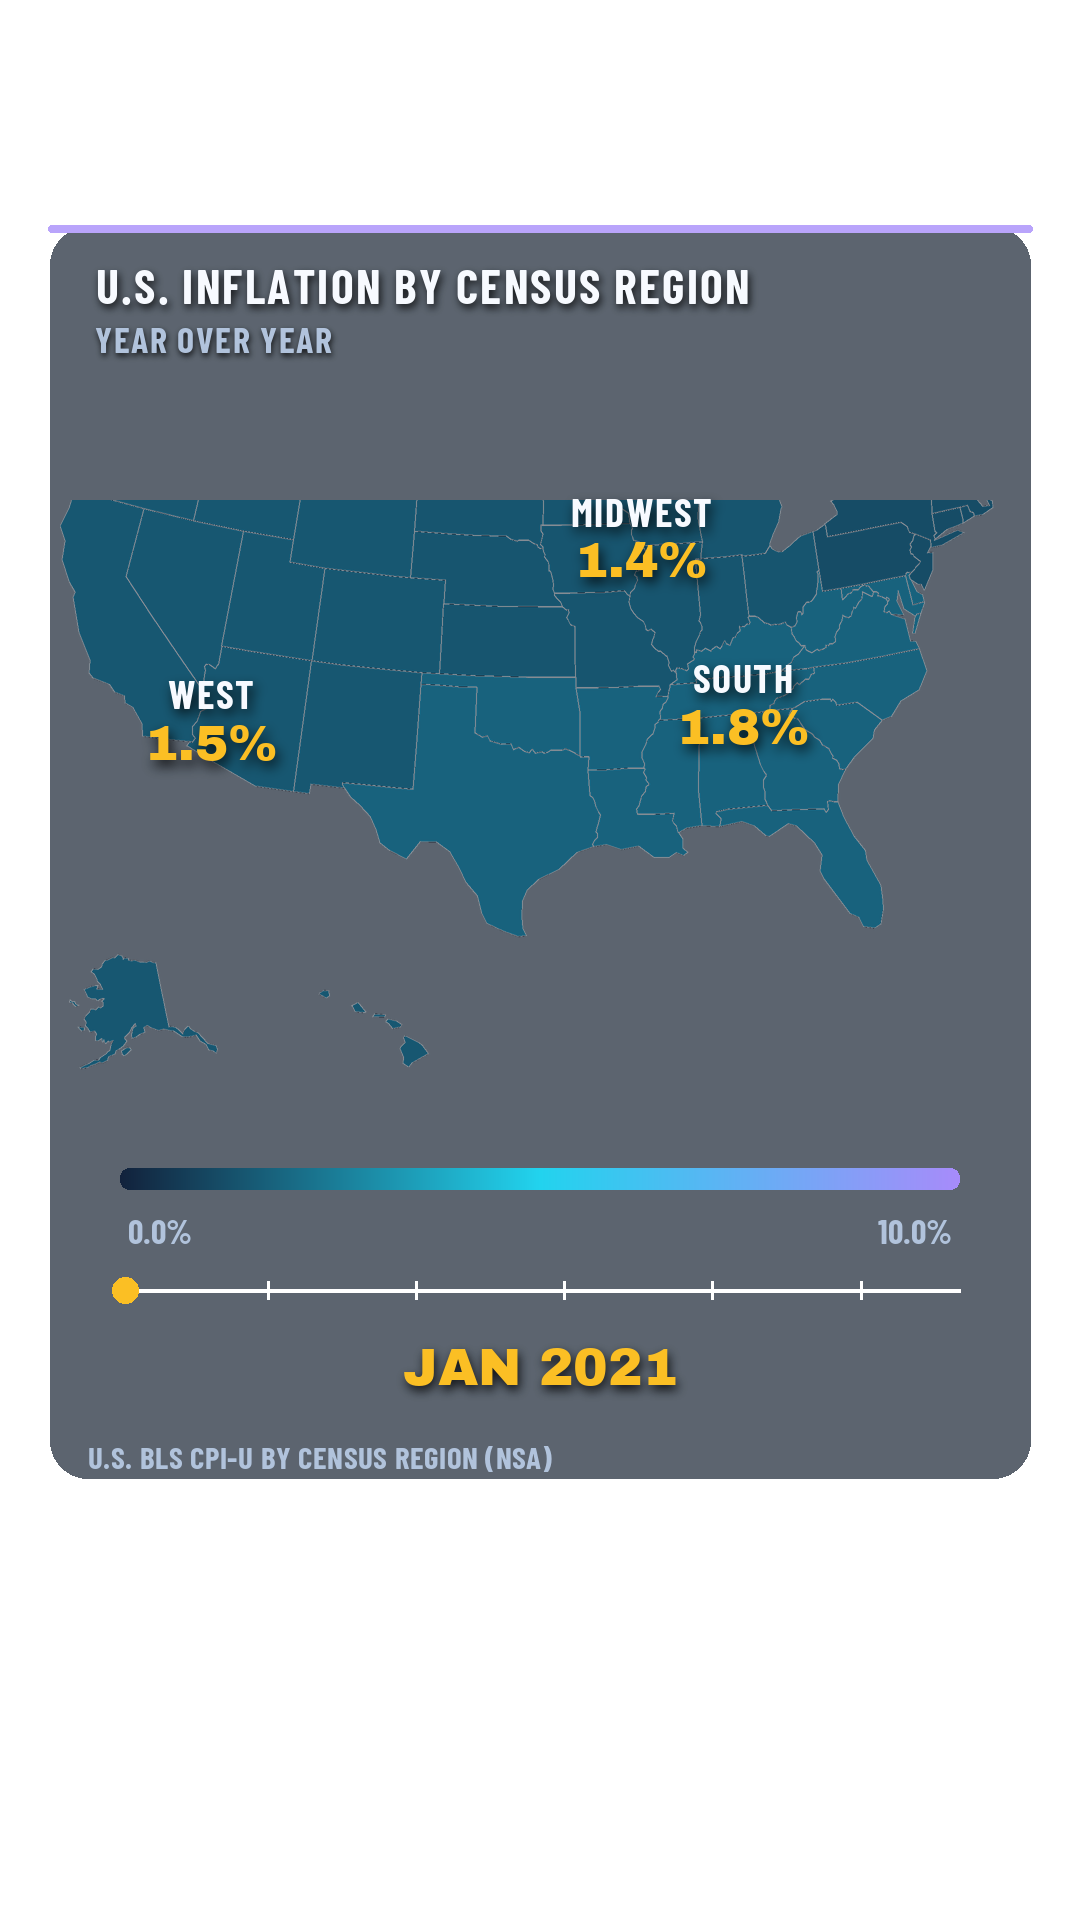 U.S. INFLATION BY CENSUS REGION
YEAR OVER YEAR
MIDWEST
1.4%
SOUTH
1.8%
WEST
1.5%
0.0%
10.0%
JAN 2021
U.S. BLS CPI-U BY CENSUS REGION (NSA)